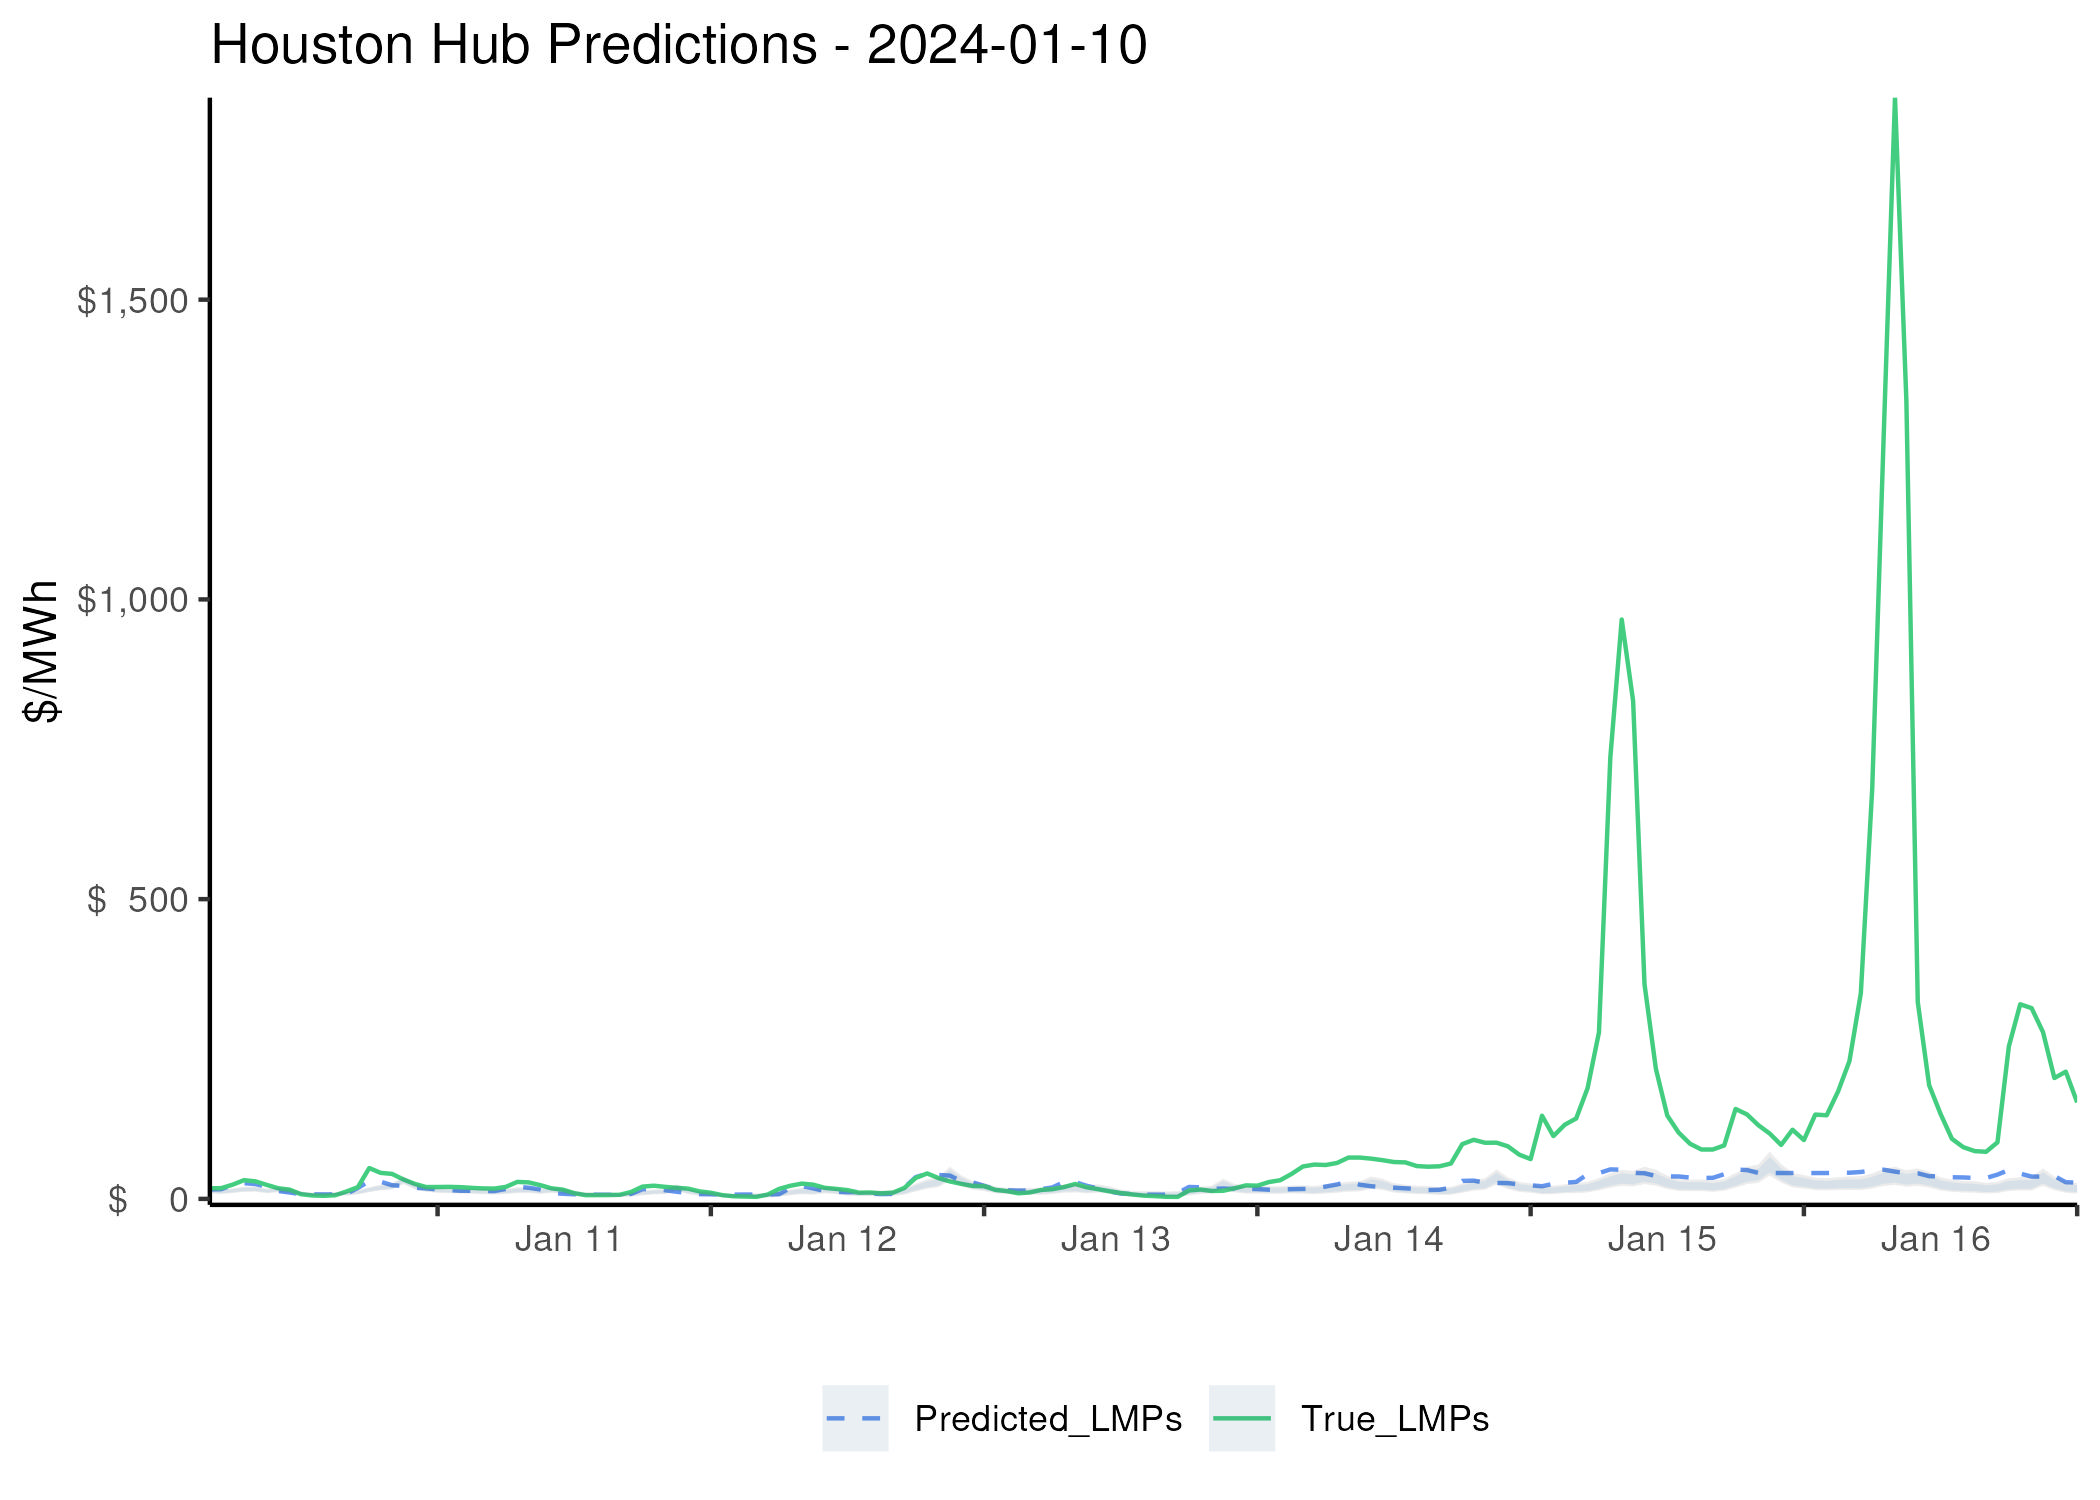 Houston Hub Predictions - 2024-01-10
$/MWh
$1,500
$1,000
$ 500
$ 0
Jan 11 Jan 12 Jan 13 Jan 14 Jan 15 Jan 16
Predicted_LMPs True_LMPs